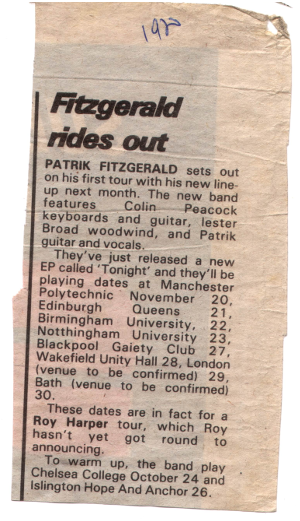 1980
Fitzgerald
rides out
PATRIK FITZGERALD sets out
on his first tour with his new line-
up next month. The new band
features Colin Peacock
keyboards and guitar, lester
Broad woodwind, and Patrik
guitar and vocals.
They've just released a new
EP called 'Tonight' and they'll be
playing dates at Manchester
Polytechnic November 20,
Edinburgh Queens 21,
Birmingham University, 22,
Notthingham University 23,
Blackpool Gaiety Club 27,
Wakefield Unity Hall 28, London
(venue to be confirmed) 29,
Bath (venue to be confirmed)
30.
These dates are in fact for a
Roy Harper tour, which Roy
hasn't yet got round to
announcing.
To warm up, the band play
Chelsea College October 24 and
Islington Hope And Anchor 26.